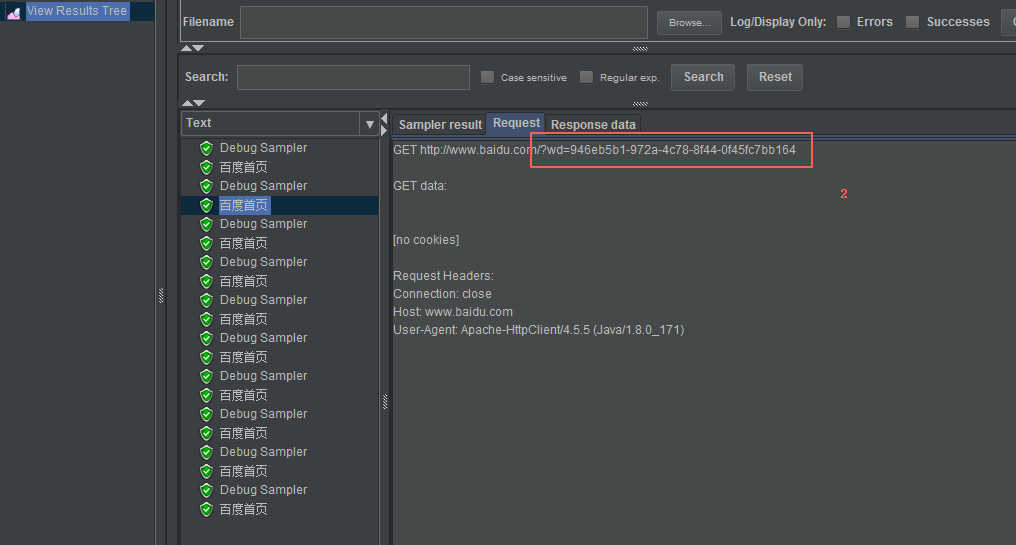 View Results Tree
Filename Browse... Log/Display Only: Errors Successes
Search: Case sensitive Regular exp. Search Reset
Text
Sampler result Request Response data
Debug Sampler
百度首页
Debug Sampler
百度首页
Debug Sampler
百度首页
Debug Sampler
百度首页
Debug Sampler
百度首页
Debug Sampler
百度首页
Debug Sampler
百度首页
Debug Sampler
百度首页
Debug Sampler
百度首页
Debug Sampler
百度首页
GET http://www.baidu.com/?wd=946eb5b1-972a-4c78-8f44-0f45fc7bb164
GET data:
2
[no cookies]
Request Headers:
Connection: close
Host: www.baidu.com
User-Agent: Apache-HttpClient/4.5.5 (Java/1.8.0_171)